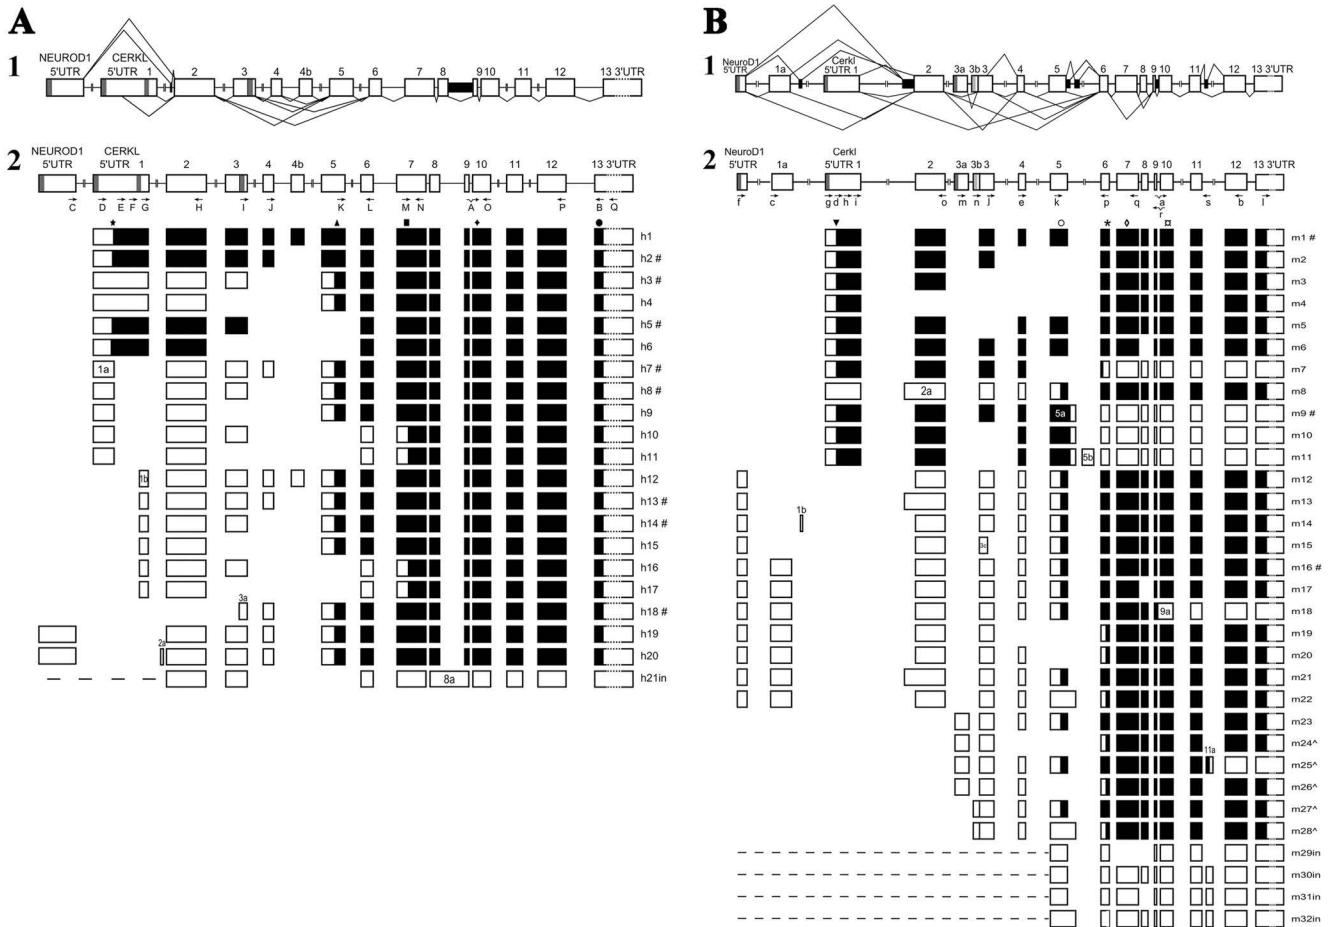 A
NEUROD1 CERKL
5'UTR 5'UTR 1 2 3 4 4b 5 6 7 8 9 10 11 12 13 3'UTR
1
2
NEUROD1 CERKL
5'UTR 5'UTR 1 2 3 4 4b 5 6 7 8 9 10 11 12 13 3'UTR
C D E F G H I J K L M N A O P B Q
h1
h2 #
h3 #
h4
h5 #
h6
1a h7 #
h8 #
h9
h10
h11
1b h12
h13 #
h14 #
h15
h16
h17
3a h18 #
h19
2a h20
8a h21in
B
NeuroD1 Cerkl
5'UTR 1a 5'UTR 1 2 3a 3b 3 4 5 6 7 8 9 10 11 12 13 3'UTR
1
2
NeuroD1 Cerkl
5'UTR 1a 5'UTR 1 2 3a 3b 3 4 5 6 7 8 9 10 11 12 13 3'UTR
f c g d h i o m n j e k p q a r s b l
m1 #
m2
m3
m4
m5
m6
m7
2a m8
5a m9 #
m10
5b m11
m12
m13
1b m14
3c m15
m16 #
m17
9a m18
m19
m20
m21
m22
m23
m24^
11a m25^
m26^
m27^
m28^
m29in
m30in
m31in
m32in